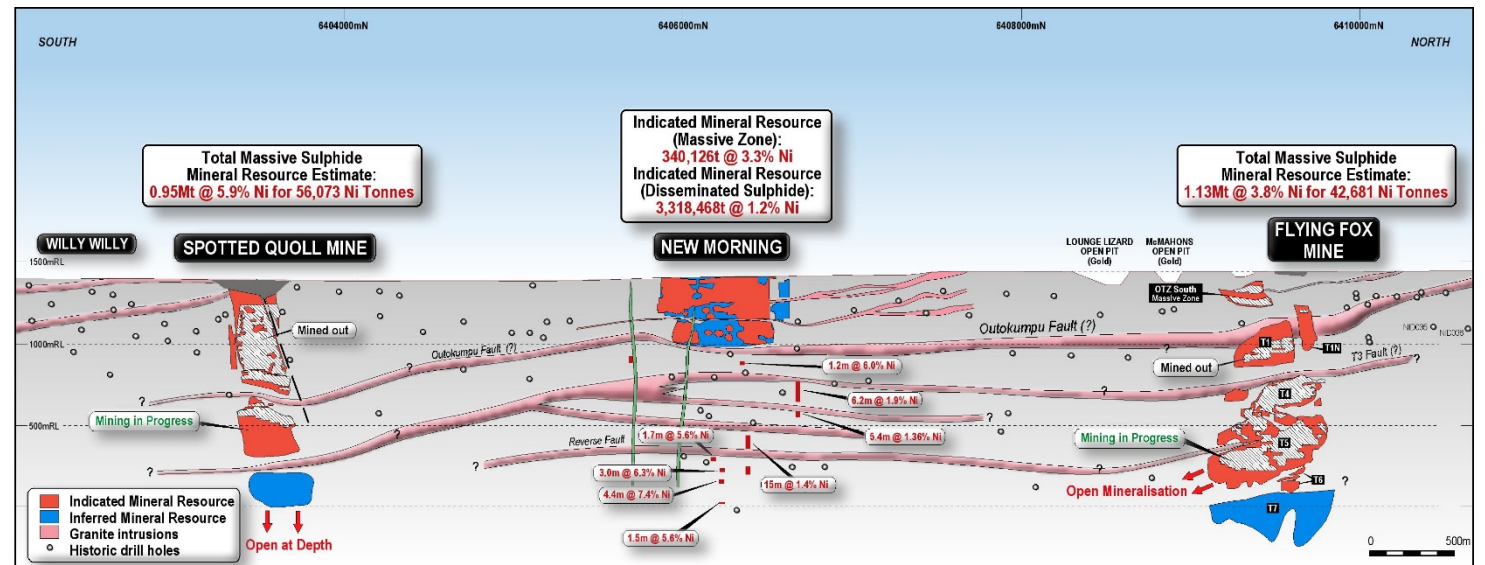 6404000mN
6406000mN
6408000mN
6410000mN
SOUTH
NORTH
Total Massive Sulphide
Mineral Resource Estimate:
0.95Mt @ 5.9% Ni for 56,073 Ni Tonnes
Indicated Mineral Resource
(Massive Zone):
340,126t @ 3.3% Ni
Indicated Mineral Resource
(Disseminated Sulphide):
3,318,468t @ 1.2% Ni
Total Massive Sulphide
Mineral Resource Estimate:
1.13Mt @ 3.8% Ni for 42,681 Ni Tonnes
WILLY WILLY
SPOTTED QUOLL MINE
NEW MORNING
LOUNGE LIZARD
OPEN PIT
(Gold)
McMAHONS
OPEN PIT
(Gold)
FLYING FOX
MINE
1500mRL
OTZ South
Massive Zone
Mined out
Outokumpu Fault (?)
NID036
NID035
1000mRL
Outokumpu Fault (?)
T1
T1N
T3 Fault (?)
?
Mined out
1.2m @ 6.0% Ni
?
?
6.2m @ 1.9% Ni
T4
Mining in Progress
?
?
500mRL
1.7m @ 5.6% Ni
5.4m @ 1.36% Ni
Mining in Progress
T5
Reverse Fault
?
?
?
3.0m @ 6.3% Ni
4.4m @ 7.4% Ni
15m @ 1.4% Ni
Open Mineralisation
T6
?
T7
1.5m @ 5.6% Ni
Indicated Mineral Resource
Inferred Mineral Resource
Granite intrusions
Historic drill holes
Open at Depth
0
500m